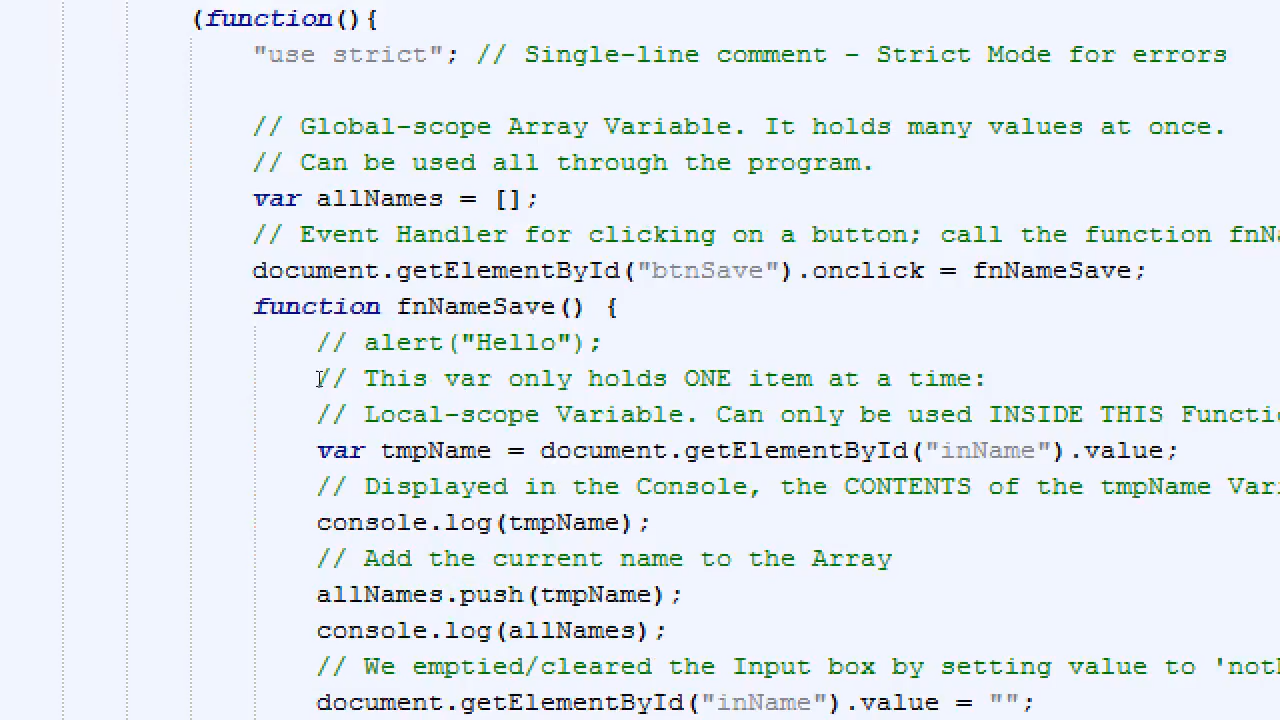 (function(){
"use strict"; // Single-line comment - Strict Mode for errors
// Global-scope Array Variable. It holds many values at once.
// Can be used all through the program.
var allNames = [];
// Event Handler for clicking on a button; call the function
document.getElementById("btnSave").onclick = fnNameSave;
function fnNameSave() {
// alert("Hello");
// This var only holds ONE item at a time:
// Local-scope Variable. Can only be used INSIDE THIS
var tmpName = document.getElementById("inName").value;
// Displayed in the Console, the CONTENTS of the tmpName
console.log(tmpName);
// Add the current name to the Array
allNames.push(tmpName);
console.log(allNames);
// We emptied/cleared the Input box by setting value to
document.getElementById("inName").value = "";